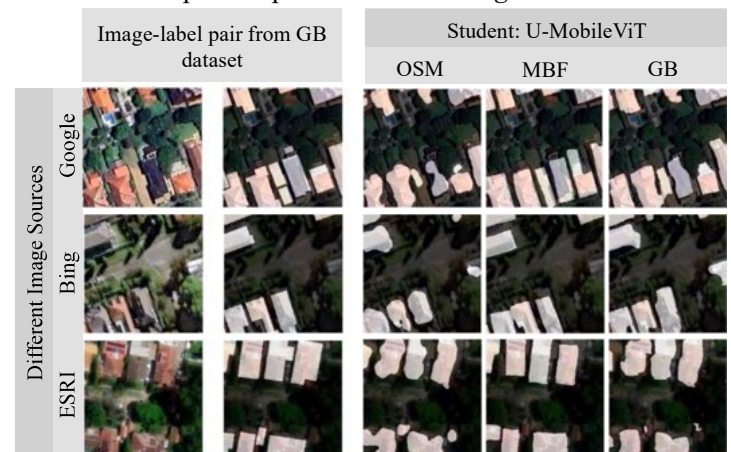 Image-label pair from GB
dataset
Student: U-MobileViT
OSM
MBF
GB
Different Image Sources
Google
Bing
ESRI